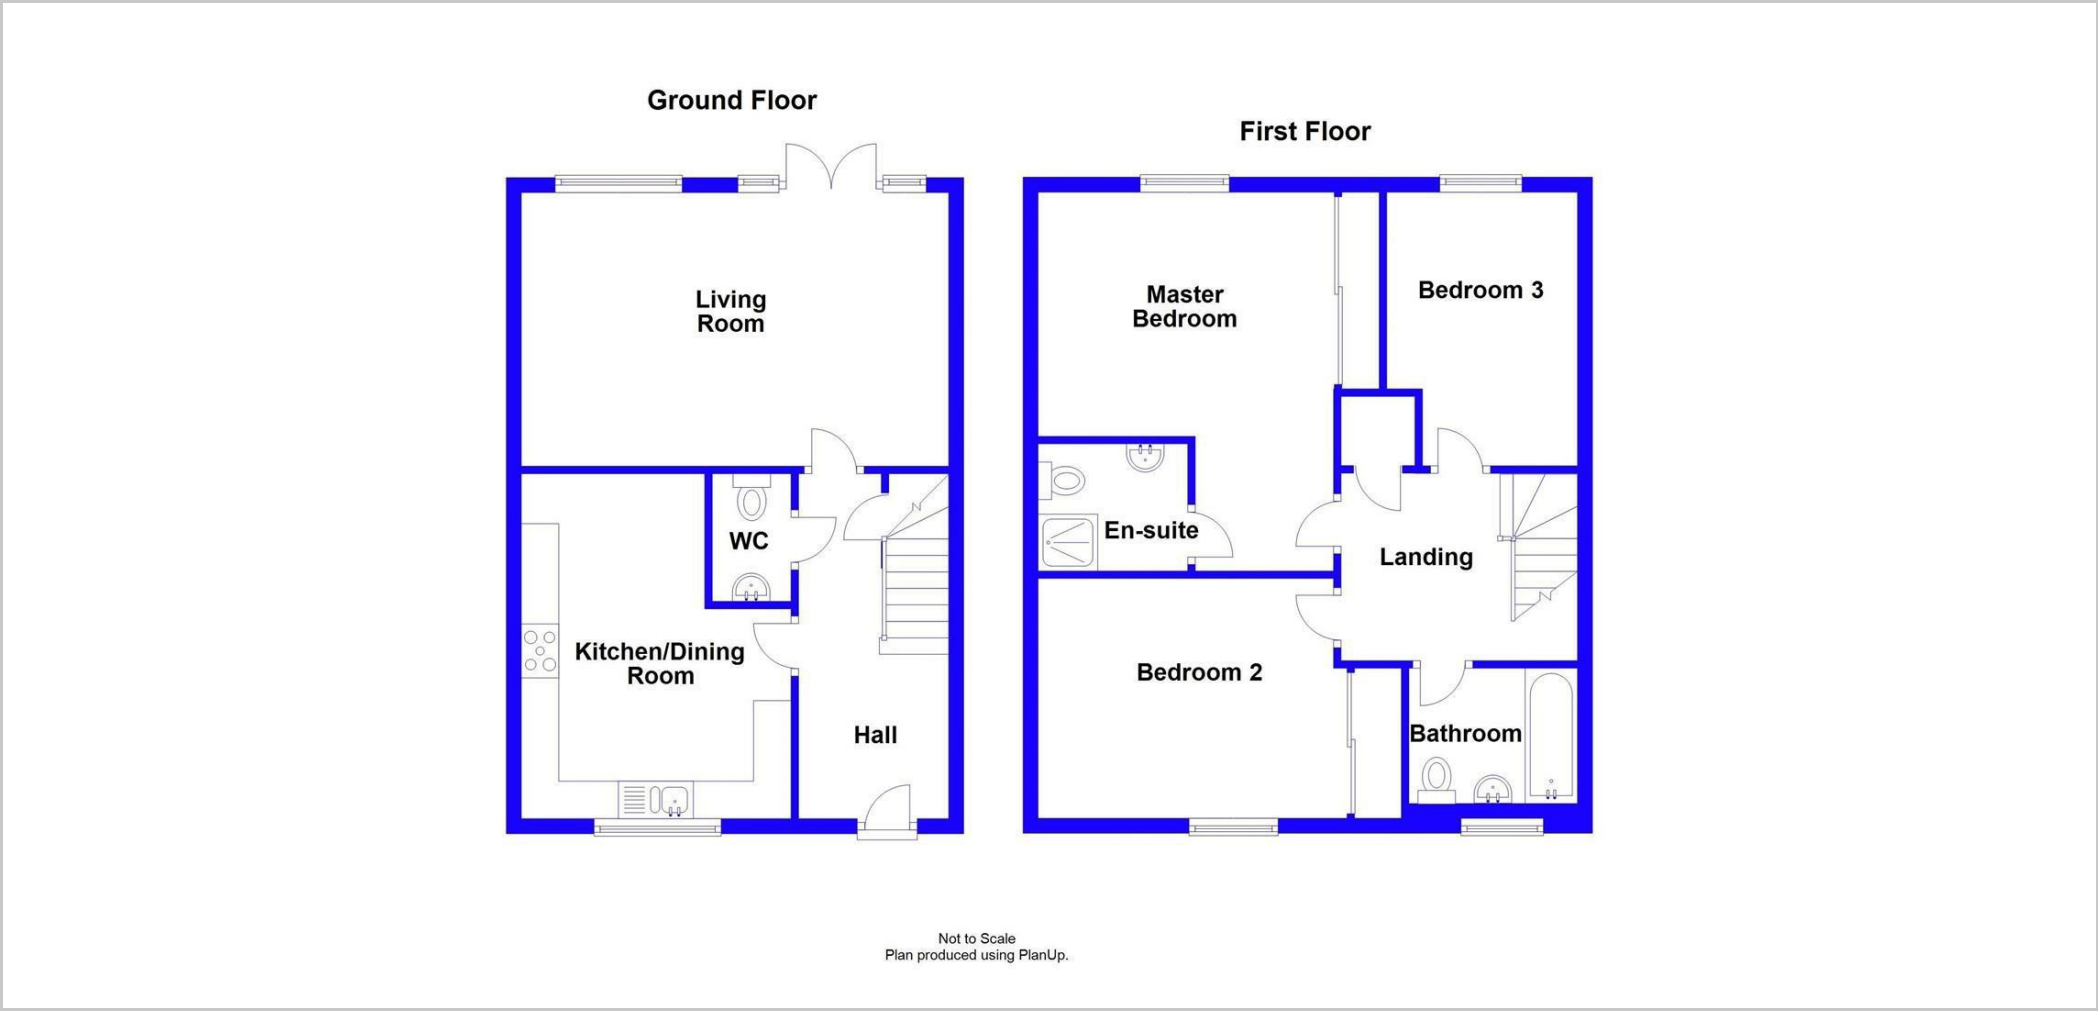 Ground Floor
First Floor
Living
Room
WC
Kitchen/Dining
Room
Hall
Master
Bedroom
Bedroom 3
En-suite
Landing
Bedroom 2
Bathroom
Not to Scale
Plan produced using PlanUp.